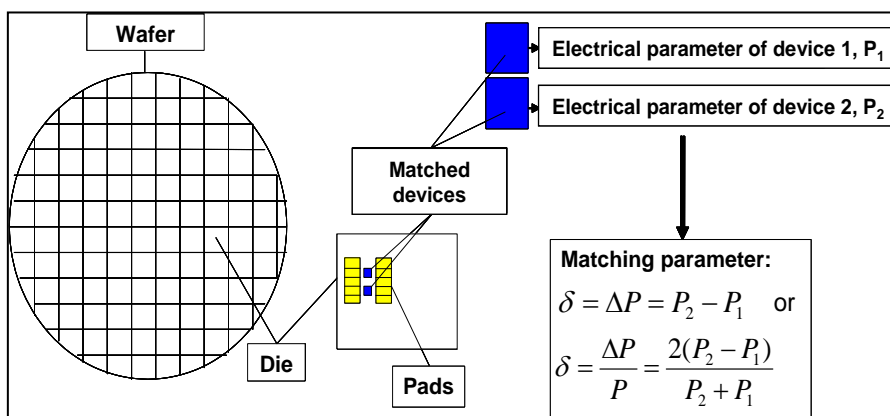 Wafer
Electrical parameter of device 1, P₁
Electrical parameter of device 2, P₂
Matched
devices
Die
Pads
Matching parameter:
δ = ΔP = P₂ − P₁ or
δ = ΔP/P = 2(P₂ − P₁)/(P₂ + P₁)